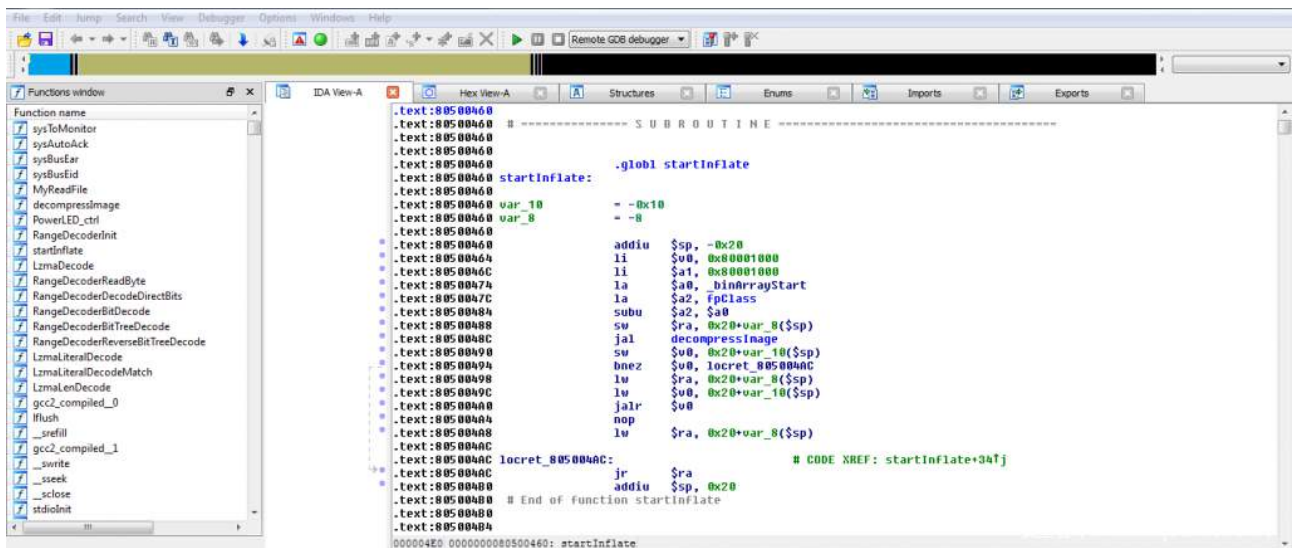 File Edit Jump Search View Debugger Options Windows Help
Remote GDB debugger
Functions window
IDA View-A Hex View-A Structures Enums Imports Exports
Function name
sysToMonitor
sysAutoAck
sysBusEar
sysBusEid
MyReadFile
decompressImage
PowerLED_ctrl
RangeDecoderInit
startInflate
LzmaDecode
RangeDecoderReadByte
RangeDecoderDecodeDirectBits
RangeDecoderBitDecode
RangeDecoderBitTreeDecode
RangeDecoderReverseBitTreeDecode
LzmaLiteralDecode
LzmaLiteralDecodeMatch
LzmaLenDecode
gcc2_compiled__0
lflush
__srefill
gcc2_compiled__1
__swrite
__sseek
__sclose
stdioInit
.text:80500460
.text:80500460 # --------------- S U B R O U T I N E ---------------------------------------
.text:80500460
.text:80500460
.text:80500460 .globl startInflate
.text:80500460 startInflate:
.text:80500460
.text:80500460 var_10 = -0x10
.text:80500460 var_8 = -8
.text:80500460
.text:80500460 addiu $sp, -0x20
.text:80500464 li $v0, 0x80001000
.text:8050046C li $a1, 0x80001000
.text:80500474 la $a0, _binArrayStart
.text:8050047C la $a2, fpClass
.text:80500484 subu $a2, $a0
.text:80500488 sw $ra, 0x20+var_8($sp)
.text:8050048C jal decompressImage
.text:80500490 sw $v0, 0x20+var_10($sp)
.text:80500494 bnez $v0, locret_805004AC
.text:80500498 lw $ra, 0x20+var_8($sp)
.text:8050049C lw $v0, 0x20+var_10($sp)
.text:805004A0 jalr $v0
.text:805004A4 nop
.text:805004A8 lw $ra, 0x20+var_8($sp)
.text:805004AC
.text:805004AC locret_805004AC: # CODE XREF: startInflate+34↑j
.text:805004AC jr $ra
.text:805004B0 addiu $sp, 0x20
.text:805004B0 # End of function startInflate
.text:805004B0
.text:805004B4
000004E0 0000000080500460: startInflate